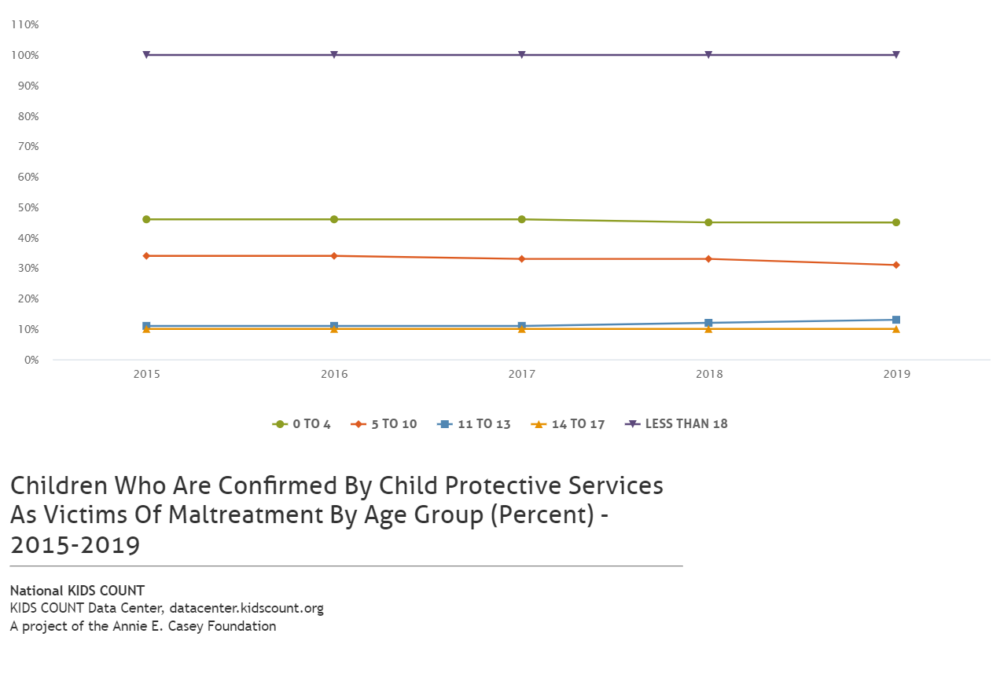 110%
100%
90%
80%
70%
60%
50%
40%
30%
20%
10%
0%
2015 2016 2017 2018 2019
0 TO 4 5 TO 10 11 TO 13 14 TO 17 LESS THAN 18
Children Who Are Confirmed By Child Protective Services
As Victims Of Maltreatment By Age Group (Percent) -
2015-2019
National KIDS COUNT
KIDS COUNT Data Center, datacenter.kidscount.org
A project of the Annie E. Casey Foundation